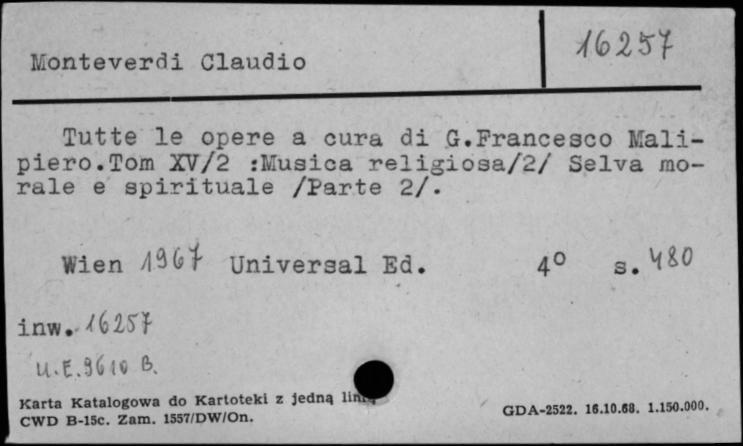 Monteverdi Claudio
16257
Tutte le opere a cura di G.Francesco Mali-
piero.Tom XV/2 :Musica religiosa/2/ Selva mo-
rale e spirituale /Parte 2/.
Wien 1967 Universal Ed. 4° s. 480
inw. 16257
U.E. 9610 B.
Karta Katalogowa do Kartoteki z jedną linią
CWD B-15c. Zam. 1557/DW/On.
GDA-2522. 16.10.68. 1.150.000.